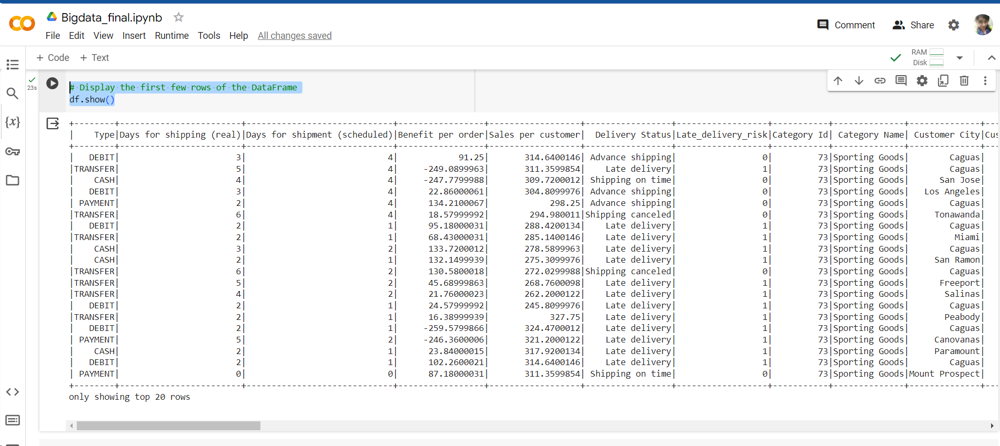 Bigdata_final.ipynb
File Edit View Insert Runtime Tools Help All changes saved
Comment Share
+ Code + Text
RAM
Disk
23s
# Display the first few rows of the DataFrame
df.show()
{x}
+--------+------------------------+-----------------------------+-----------------+------------------+-----------------+------------------+-----------+--------------+--------------+---
|    Type|Days for shipping (real)|Days for shipment (scheduled)|Benefit per order|Sales per customer|  Delivery Status|Late_delivery_risk|Category Id| Category Name| Customer City|Cus
+--------+------------------------+-----------------------------+-----------------+------------------+-----------------+------------------+-----------+--------------+--------------+---
|   DEBIT|                       3|                            4|            91.25|       314.6400146| Advance shipping|                 0|         73|Sporting Goods|        Caguas|
|TRANSFER|                       5|                            4|     -249.0899963|       311.3599854|    Late delivery|                 1|         73|Sporting Goods|        Caguas|
|    CASH|                       4|                            4|     -247.7799988|       309.7200012| Shipping on time|                 0|         73|Sporting Goods|      San Jose|
|   DEBIT|                       3|                            4|      22.86000061|       304.8099976| Advance shipping|                 0|         73|Sporting Goods|   Los Angeles|
| PAYMENT|                       2|                            4|      134.2100067|            298.25| Advance shipping|                 0|         73|Sporting Goods|        Caguas|
|TRANSFER|                       6|                            4|      18.57999992|        294.980011|Shipping canceled|                 0|         73|Sporting Goods|     Tonawanda|
|   DEBIT|                       2|                            1|      95.18000031|       288.4200134|    Late delivery|                 1|         73|Sporting Goods|        Caguas|
|TRANSFER|                       2|                            1|      68.43000031|       285.1400146|    Late delivery|                 1|         73|Sporting Goods|         Miami|
|    CASH|                       3|                            2|      133.7200012|       278.5899963|    Late delivery|                 1|         73|Sporting Goods|        Caguas|
|    CASH|                       2|                            1|      132.1499939|       275.3099976|    Late delivery|                 1|         73|Sporting Goods|     San Ramon|
|TRANSFER|                       6|                            2|      130.5800018|       272.0299988|Shipping canceled|                 0|         73|Sporting Goods|        Caguas|
|TRANSFER|                       5|                            2|      45.68999863|       268.7600098|    Late delivery|                 1|         73|Sporting Goods|      Freeport|
|TRANSFER|                       4|                            2|      21.76000023|       262.2000122|    Late delivery|                 1|         73|Sporting Goods|       Salinas|
|   DEBIT|                       2|                            1|      24.57999992|       245.8099976|    Late delivery|                 1|         73|Sporting Goods|        Caguas|
|TRANSFER|                       2|                            1|      16.38999939|            327.75|    Late delivery|                 1|         73|Sporting Goods|       Peabody|
|   DEBIT|                       2|                            1|     -259.5799866|       324.4700012|    Late delivery|                 1|         73|Sporting Goods|        Caguas|
| PAYMENT|                       5|                            2|     -246.3600006|       321.2000122|    Late delivery|                 1|         73|Sporting Goods|     Canovanas|
|    CASH|                       2|                            1|      23.84000015|       317.9200134|    Late delivery|                 1|         73|Sporting Goods|     Paramount|
|   DEBIT|                       2|                            1|      102.2600021|       314.6400146|    Late delivery|                 1|         73|Sporting Goods|        Caguas|
| PAYMENT|                       0|                            0|      87.18000031|       311.3599854| Shipping on time|                 0|         73|Sporting Goods|Mount Prospect|
+--------+------------------------+-----------------------------+-----------------+------------------+-----------------+------------------+-----------+--------------+--------------+---
only showing top 20 rows